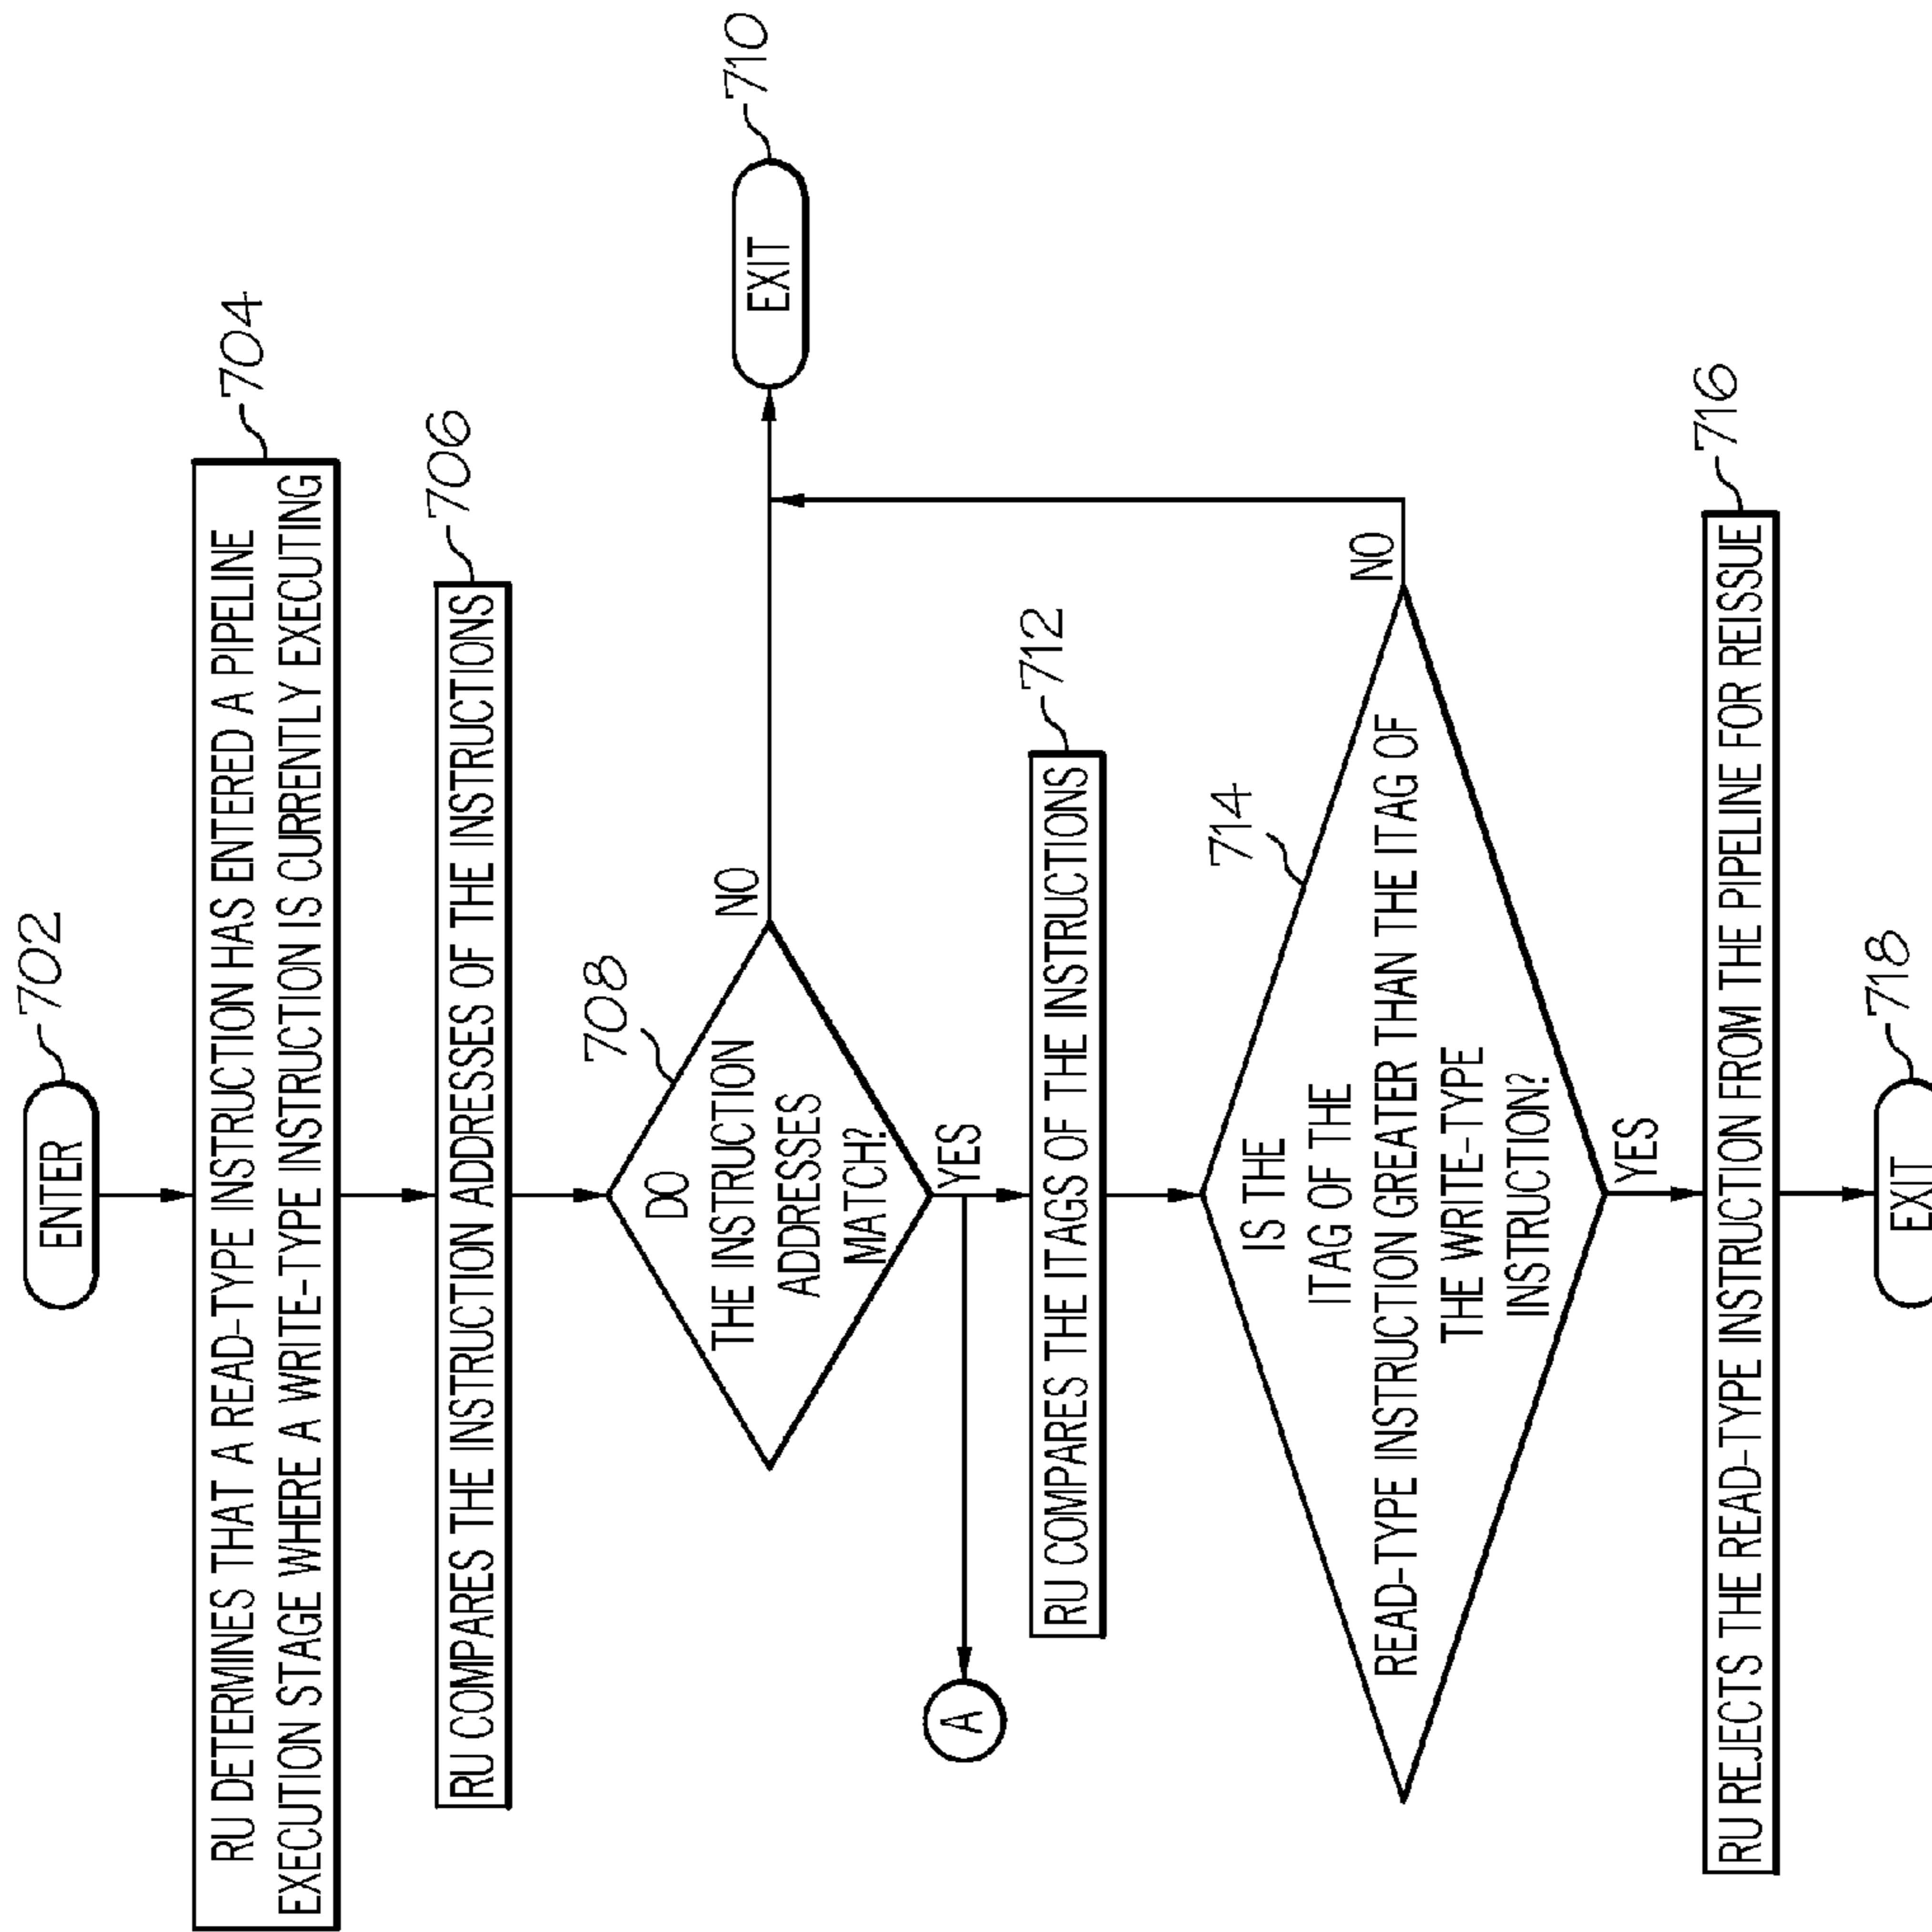 ENTER
702
RU DETERMINES THAT A READ-TYPE INSTRUCTION HAS ENTERED A PIPELINE
EXECUTION STAGE WHERE A WRITE-TYPE INSTRUCTION IS CURRENTLY EXECUTING
704
RU COMPARES THE INSTRUCTION ADDRESSES OF THE INSTRUCTIONS
706
DO
THE INSTRUCTION
ADDRESSES
MATCH?
708
NO
EXIT
710
YES
A
RU COMPARES THE ITAGS OF THE INSTRUCTIONS
712
IS THE
ITAG OF THE
READ-TYPE INSTRUCTION GREATER THAN THE ITAG OF
THE WRITE-TYPE
INSTRUCTION?
714
NO
YES
RU REJECTS THE READ-TYPE INSTRUCTION FROM THE PIPELINE FOR REISSUE
716
EXIT
718